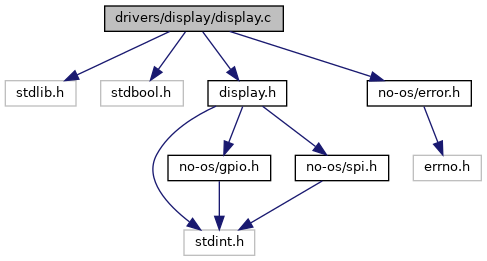 drivers/display/display.c
stdlib.h
stdbool.h
display.h
no-os/error.h
no-os/gpio.h
no-os/spi.h
errno.h
stdint.h